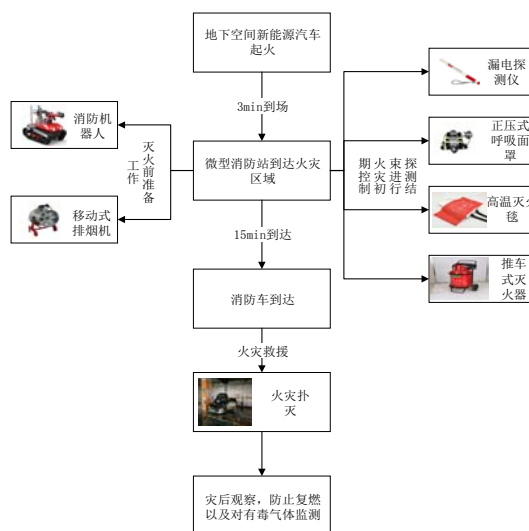 地下空间新能源汽车
起火
3min到场
漏电探
测仪
消防机
器人
正压式
呼吸面
罩
灭火前准备
工作
微型消防站到达火灾
区域
探测结
束进行
火灾初
期控制
高温灭火
毯
移动式
排烟机
15min到达
推车
式灭
火器
消防车到达
火灾救援
火灾扑
灭
灾后观察，防止复燃
以及对有毒气体监测